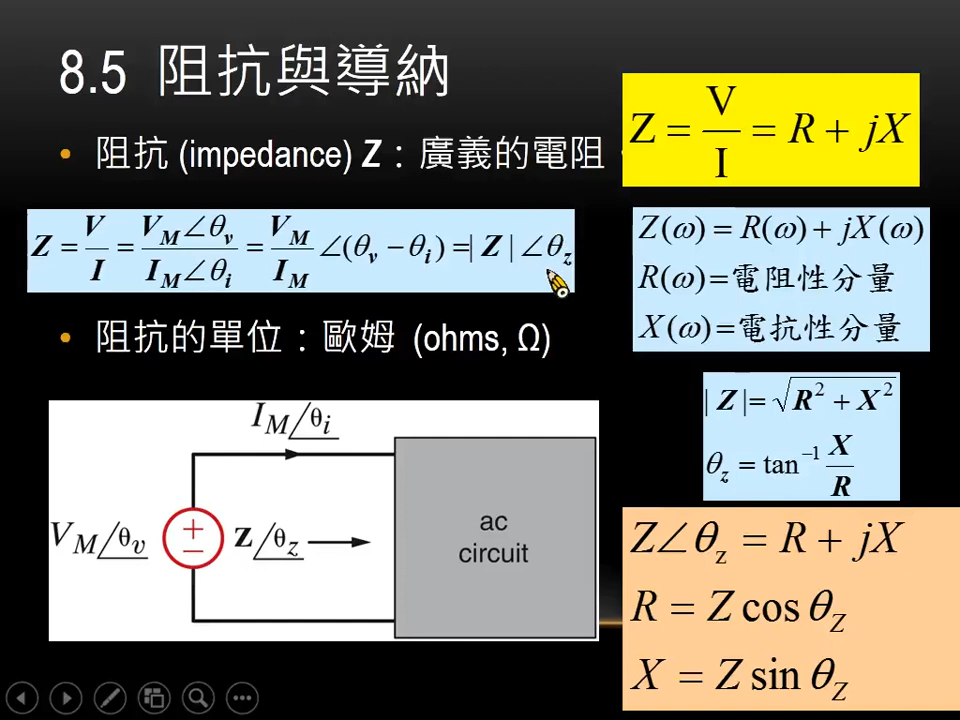 8.5 阻抗與導納
• 阻抗 (impedance) Z：廣義的電阻
Z = V/I = R + jX
Z = V/I = V_M∠θ_v / I_M∠θ_i = V_M/I_M ∠(θ_v − θ_i) =| Z | ∠θ_z
Z(ω) = R(ω) + jX(ω)
R(ω) =電阻性分量
X(ω) =電抗性分量
• 阻抗的單位：歐姆 (ohms, Ω)
| Z |= √(R² + X²)
θ_z = tan⁻¹ X/R
I_M/θ_i
V_M/θ_v
+
−
Z/θ_z
ac
circuit
Z∠θ_z = R + jX
R = Z cos θ_Z
X = Z sin θ_Z